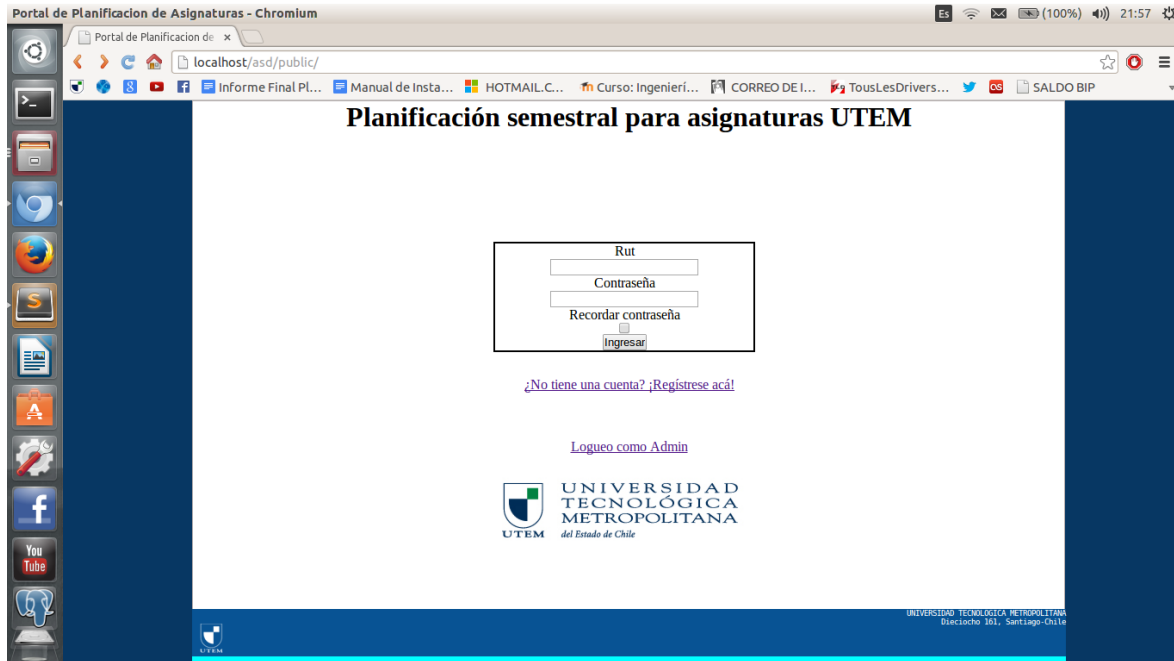 Portal de Planificacion de Asignaturas - Chromium
Es
(100%)
21:57
Portal de Planificacion de
localhost/asd/public/
Informe Final Pl...
Manual de Insta...
HOTMAIL.C...
Curso: Ingenierí...
CORREO DE I...
TousLesDrivers...
SALDO BIP
Planificación semestral para asignaturas UTEM
Rut
Contraseña
Recordar contraseña
Ingresar
¿No tiene una cuenta? ¡Regístrese acá!
Logueo como Admin
UNIVERSIDAD
TECNOLÓGICA
METROPOLITANA
UTEM
del Estado de Chile
You
Tube
UNIVERSIDAD TECNOLOGICA METROPOLITANA
Dieciocho 161, Santiago-Chile
UTEM